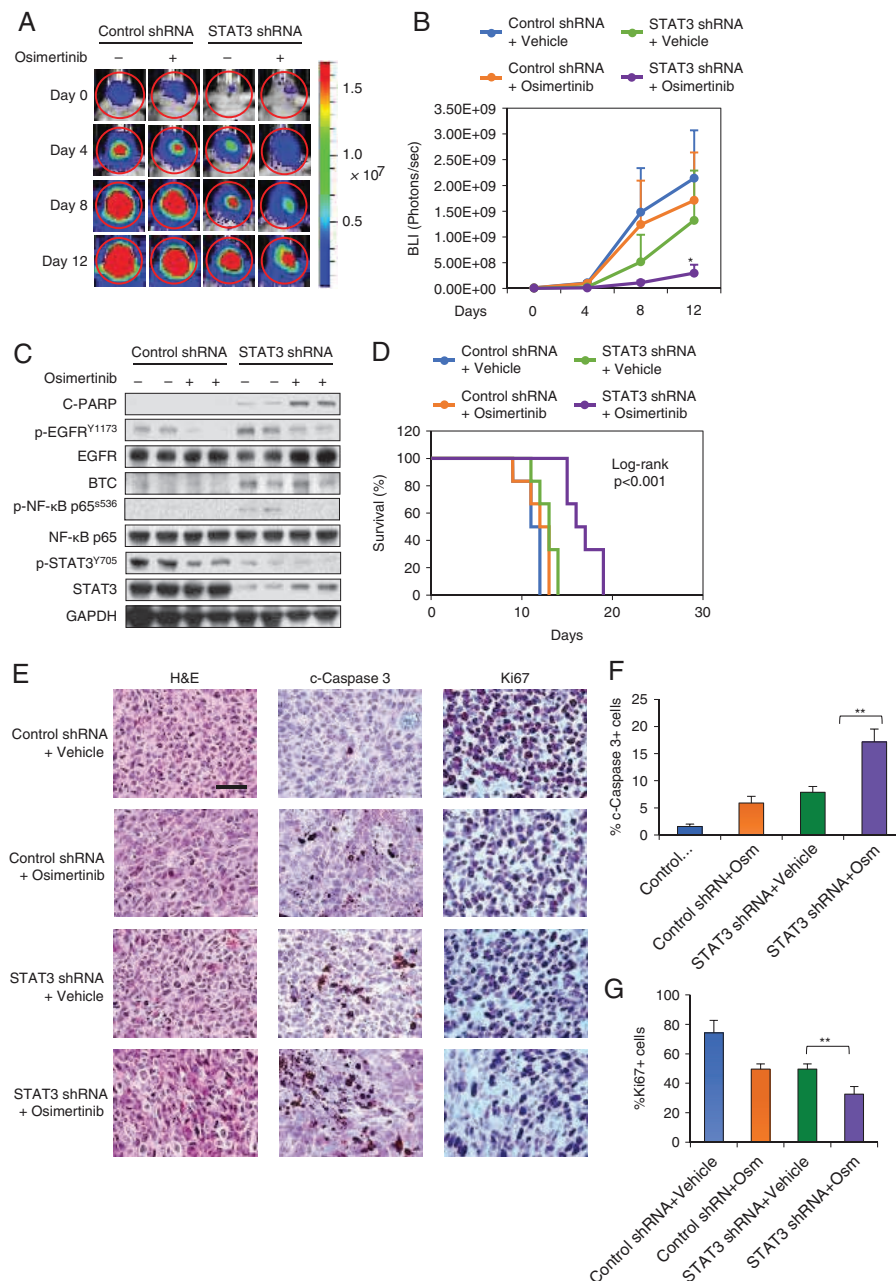 A
Control shRNA STAT3 shRNA
Osimertinib – + – +
Day 0
Day 4
Day 8
Day 12
1.5
1.0
× 10⁷
0.5
B
Control shRNA + Vehicle
STAT3 shRNA + Vehicle
Control shRNA + Osimertinib
STAT3 shRNA + Osimertinib
BLI (Photons/sec)
3.50E+09
3.00E+09
2.50E+09
2.00E+09
1.50E+09
1.00E+09
5.00E+08
0.00E+00
*
Days 0 4 8 12
C
Control shRNA STAT3 shRNA
Osimertinib – – + + – – + +
C-PARP
p-EGFRʸ¹¹⁷³
EGFR
BTC
p-NF-κB p65ˢ⁵³⁶
NF-κB p65
p-STAT3ʸ⁷⁰⁵
STAT3
GAPDH
D
Control shRNA + Vehicle
STAT3 shRNA + Vehicle
Control shRNA + Osimertinib
STAT3 shRNA + Osimertinib
Survival (%)
120
100
80
60
40
20
0
Log-rank
p<0.001
0 10 20 30
Days
E
H&E c-Caspase 3 Ki67
Control shRNA
+ Vehicle
Control shRNA
+ Osimertinib
STAT3 shRNA
+ Vehicle
STAT3 shRNA
+ Osimertinib
F
% c-Caspase 3+ cells
25
20
15
10
5
0
**
Control...
Control shRN+Osm
STAT3 shRNA+Vehicle
STAT3 shRNA+Osm
G
%Ki67+ cells
100
80
60
40
20
0
**
Control shRNA+Vehicle
Control shRN+Osm
STAT3 shRNA+Vehicle
STAT3 shRNA+Osm